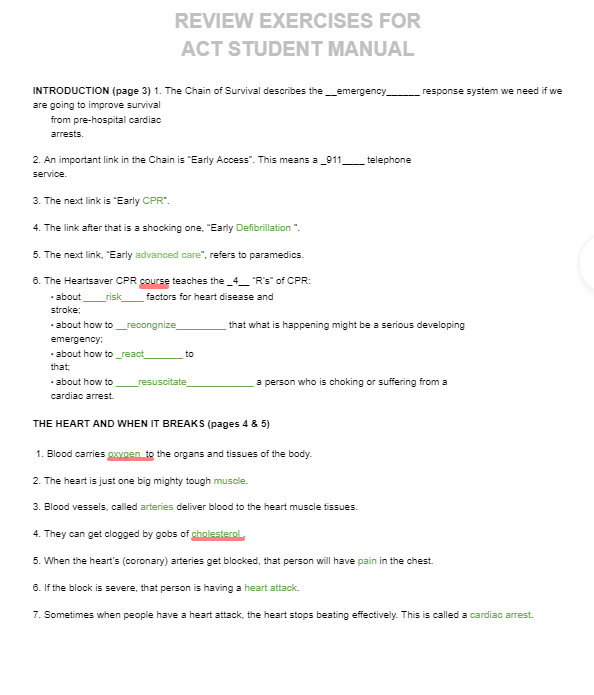 REVIEW EXERCISES FOR
ACT STUDENT MANUAL
INTRODUCTION (page 3) 1. The Chain of Survival describes the __emergency______ response system we need if we
are going to improve survival
from pre-hospital cardiac
arrests.
2. An important link in the Chain is "Early Access". This means a _911____ telephone
service.
3. The next link is "Early CPR".
4. The link after that is a shocking one, "Early Defibrillation ".
5. The next link, "Early advanced care", refers to paramedics.
6. The Heartsaver CPR course teaches the _4__ "R's" of CPR:
• about ____risk____ factors for heart disease and
stroke;
• about how to __recongnize_________ that what is happening might be a serious developing
emergency;
• about how to _react_______ to
that;
• about how to ____resuscitate____________ a person who is choking or suffering from a
cardiac arrest.
THE HEART AND WHEN IT BREAKS (pages 4 & 5)
1. Blood carries oxygen to the organs and tissues of the body.
2. The heart is just one big mighty tough muscle.
3. Blood vessels, called arteries deliver blood to the heart muscle tissues.
4. They can get clogged by gobs of cholesterol.
5. When the heart's (coronary) arteries get blocked, that person will have pain in the chest.
6. If the block is severe, that person is having a heart attack.
7. Sometimes when people have a heart attack, the heart stops beating effectively. This is called a cardiac arrest.